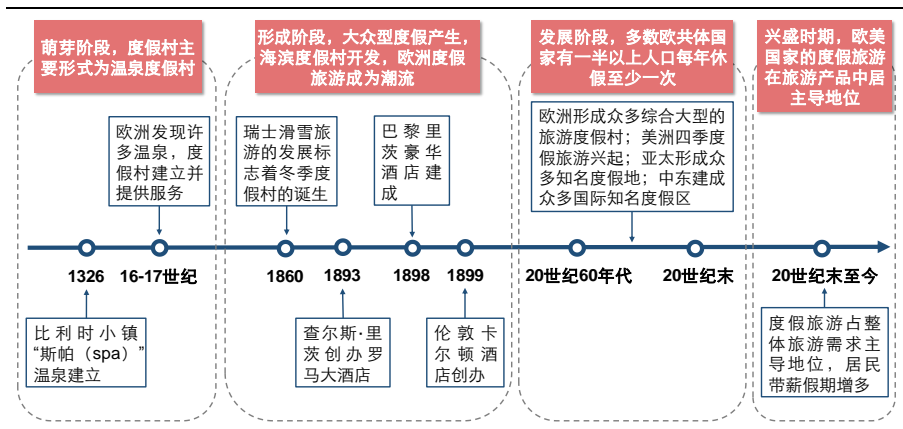 萌芽阶段，度假村主
要形式为温泉度假村
形成阶段，大众型度假产生，
海滨度假村开发，欧洲度假
旅游成为潮流
发展阶段，多数欧共体国
家有一半以上人口每年休
假至少一次
兴盛时期，欧美
国家的度假旅游
在旅游产品中居
主导地位
欧洲发现许
多温泉，度
假村建立并
提供服务
瑞士滑雪旅
游的发展标
志着冬季度
假村的诞生
巴黎里
茨豪华
酒店建
成
欧洲形成众多综合大型的
旅游度假村；美洲四季度
假旅游兴起；亚太形成众
多知名度假地；中东建成
众多国际知名度假区
1326
16-17世纪
1860
1893
1898
1899
20世纪60年代
20世纪末
20世纪末至今
比利时小镇
“斯帕（spa）”
温泉建立
查尔斯·里
茨创办罗
马大酒店
伦敦卡
尔顿酒
店创办
度假旅游占整
体旅游需求主
导地位，居民
带薪假期增多